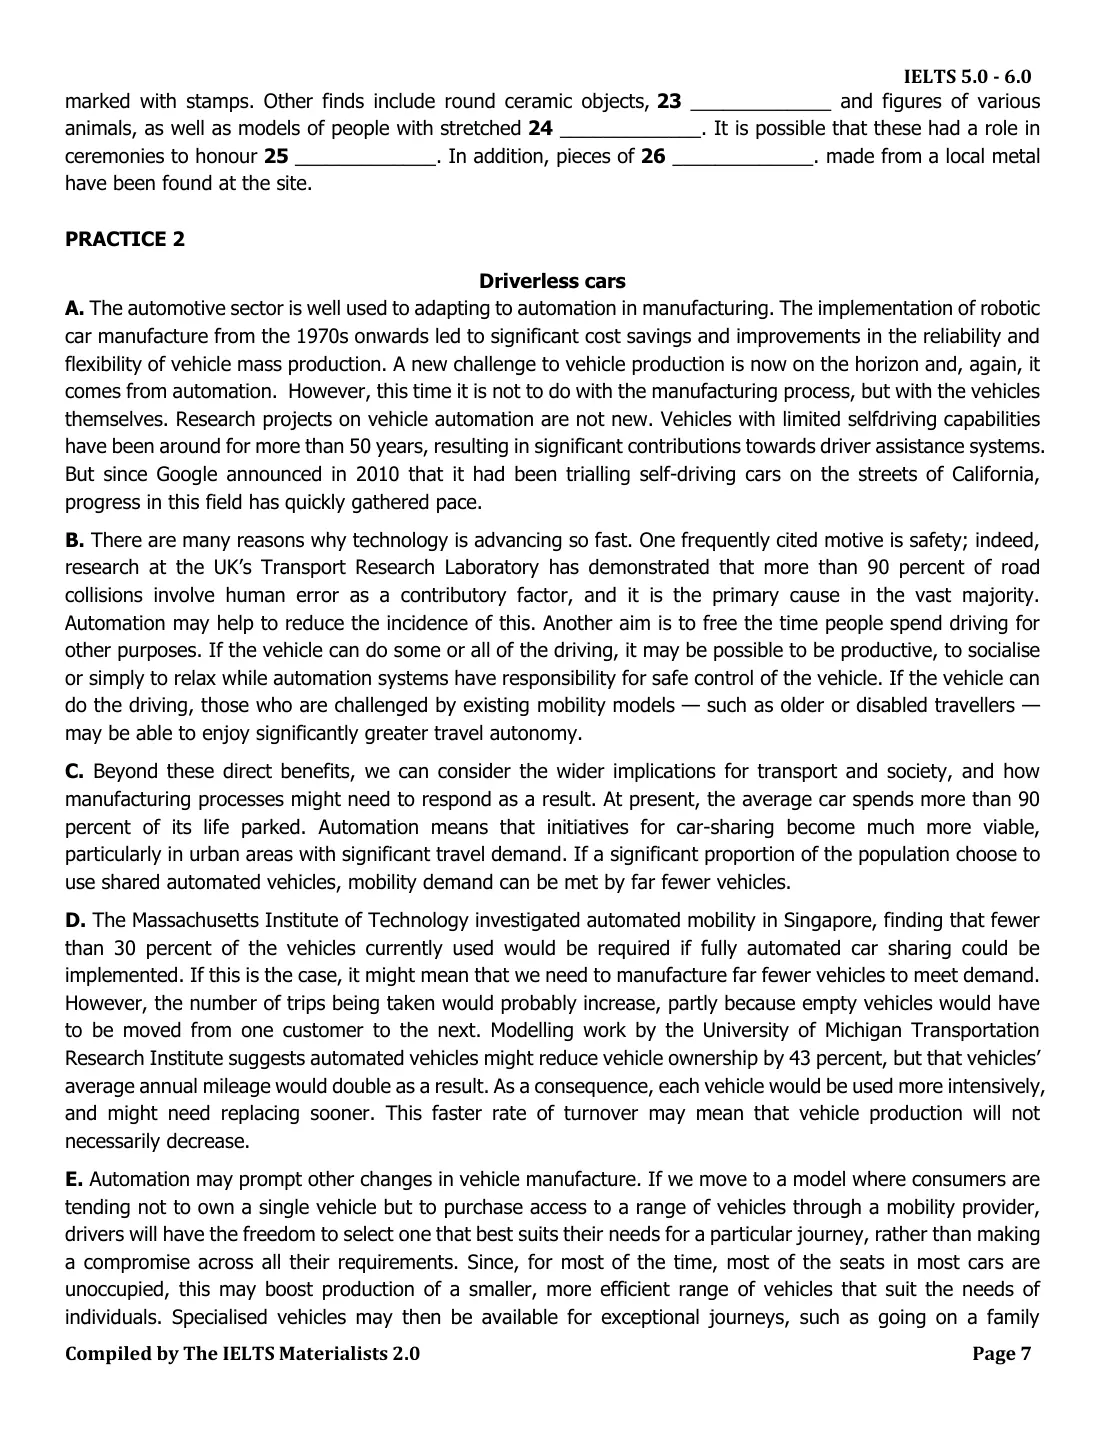 IELTS 5.0 - 6.0
marked with stamps. Other finds include round ceramic objects, 23 _____________ and figures of various
animals, as well as models of people with stretched 24 _____________. It is possible that these had a role in
ceremonies to honour 25 _____________. In addition, pieces of 26 _____________. made from a local metal
have been found at the site.
PRACTICE 2
Driverless cars
A. The automotive sector is well used to adapting to automation in manufacturing. The implementation of robotic
car manufacture from the 1970s onwards led to significant cost savings and improvements in the reliability and
flexibility of vehicle mass production. A new challenge to vehicle production is now on the horizon and, again, it
comes from automation. However, this time it is not to do with the manufacturing process, but with the vehicles
themselves. Research projects on vehicle automation are not new. Vehicles with limited selfdriving capabilities
have been around for more than 50 years, resulting in significant contributions towards driver assistance systems.
But since Google announced in 2010 that it had been trialling self-driving cars on the streets of California,
progress in this field has quickly gathered pace.
B. There are many reasons why technology is advancing so fast. One frequently cited motive is safety; indeed,
research at the UK’s Transport Research Laboratory has demonstrated that more than 90 percent of road
collisions involve human error as a contributory factor, and it is the primary cause in the vast majority.
Automation may help to reduce the incidence of this. Another aim is to free the time people spend driving for
other purposes. If the vehicle can do some or all of the driving, it may be possible to be productive, to socialise
or simply to relax while automation systems have responsibility for safe control of the vehicle. If the vehicle can
do the driving, those who are challenged by existing mobility models — such as older or disabled travellers —
may be able to enjoy significantly greater travel autonomy.
C. Beyond these direct benefits, we can consider the wider implications for transport and society, and how
manufacturing processes might need to respond as a result. At present, the average car spends more than 90
percent of its life parked. Automation means that initiatives for car-sharing become much more viable,
particularly in urban areas with significant travel demand. If a significant proportion of the population choose to
use shared automated vehicles, mobility demand can be met by far fewer vehicles.
D. The Massachusetts Institute of Technology investigated automated mobility in Singapore, finding that fewer
than 30 percent of the vehicles currently used would be required if fully automated car sharing could be
implemented. If this is the case, it might mean that we need to manufacture far fewer vehicles to meet demand.
However, the number of trips being taken would probably increase, partly because empty vehicles would have
to be moved from one customer to the next. Modelling work by the University of Michigan Transportation
Research Institute suggests automated vehicles might reduce vehicle ownership by 43 percent, but that vehicles’
average annual mileage would double as a result. As a consequence, each vehicle would be used more intensively,
and might need replacing sooner. This faster rate of turnover may mean that vehicle production will not
necessarily decrease.
E. Automation may prompt other changes in vehicle manufacture. If we move to a model where consumers are
tending not to own a single vehicle but to purchase access to a range of vehicles through a mobility provider,
drivers will have the freedom to select one that best suits their needs for a particular journey, rather than making
a compromise across all their requirements. Since, for most of the time, most of the seats in most cars are
unoccupied, this may boost production of a smaller, more efficient range of vehicles that suit the needs of
individuals. Specialised vehicles may then be available for exceptional journeys, such as going on a family
Compiled by The IELTS Materialists 2.0 Page 7